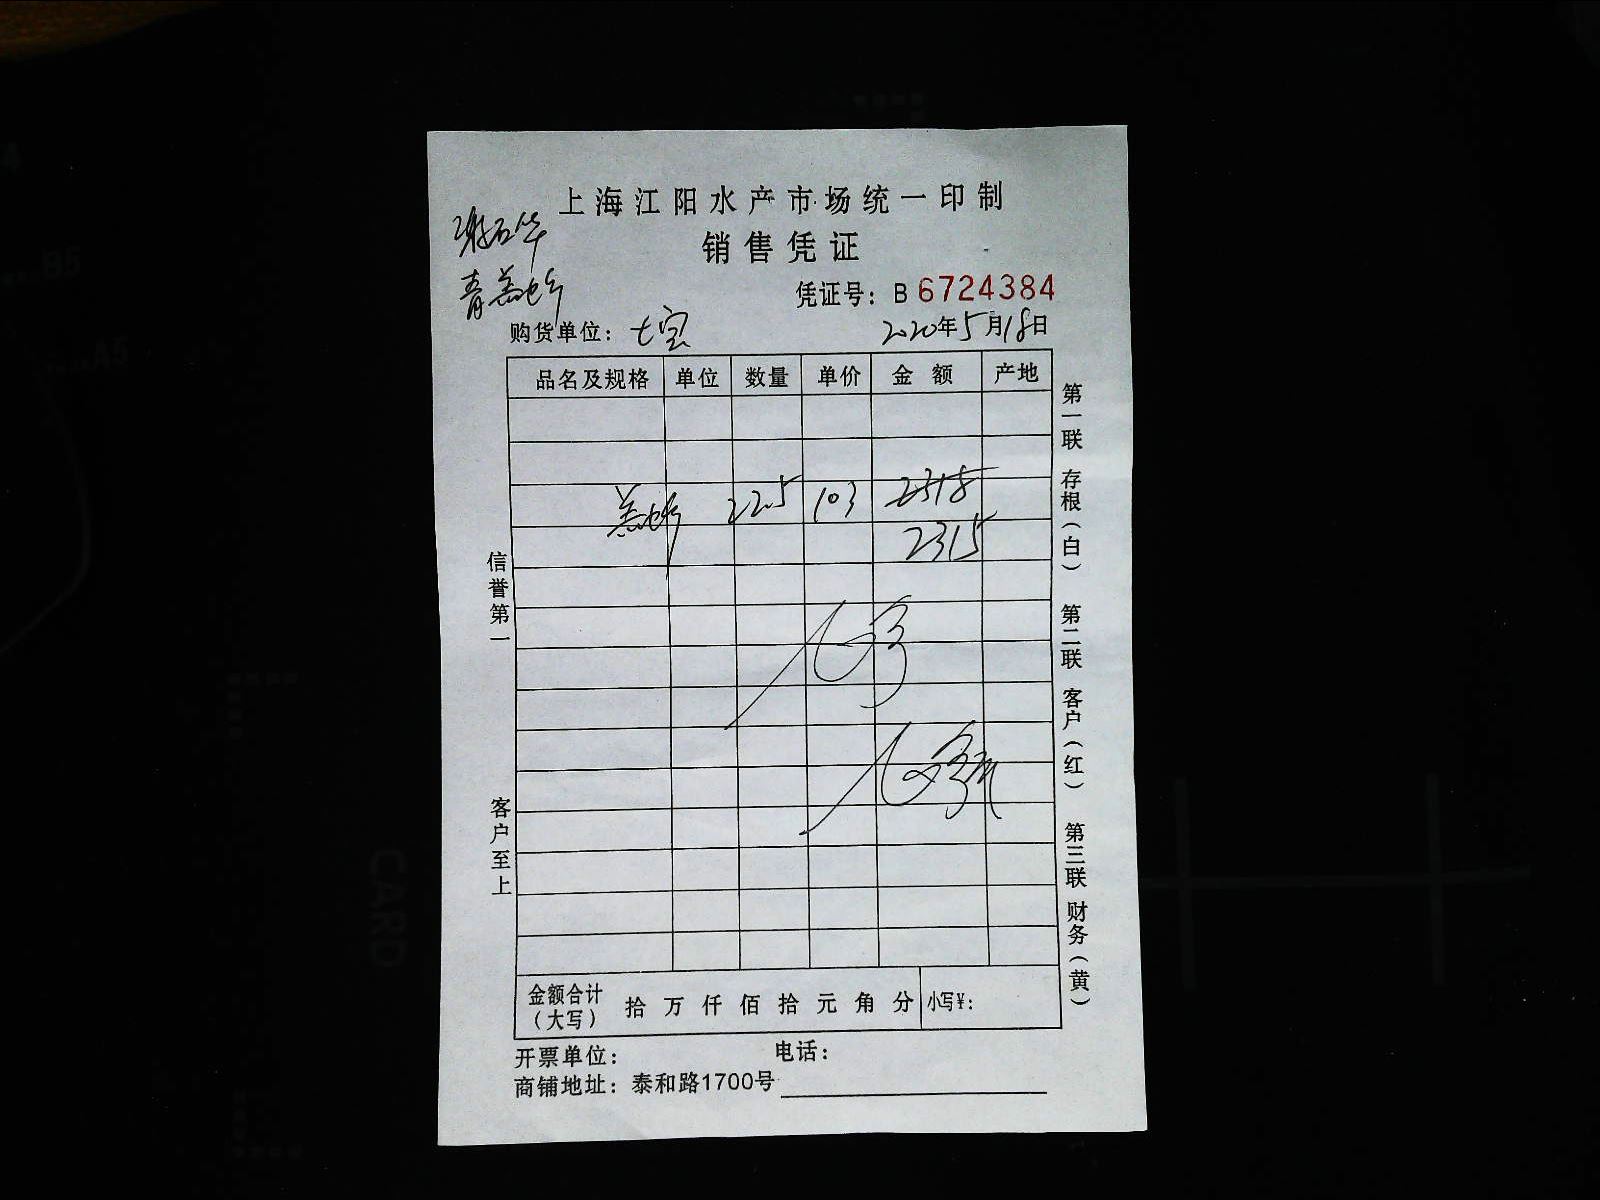 上海江阳水产市场统一印制
销售凭证
凭证号：B 6724384
购货单位：七宝
2020年5月18日
品名及规格 单位 数量 单价 金额 产地
22.5 103 2318
2315
信誉第一
客户至上
第一联 存根（白）
第二联 客户（红）
第三联 财务（黄）
金额合计（大写） 拾 万 仟 佰 拾 元 角 分 小写¥：
开票单位： 电话：
商铺地址：泰和路1700号